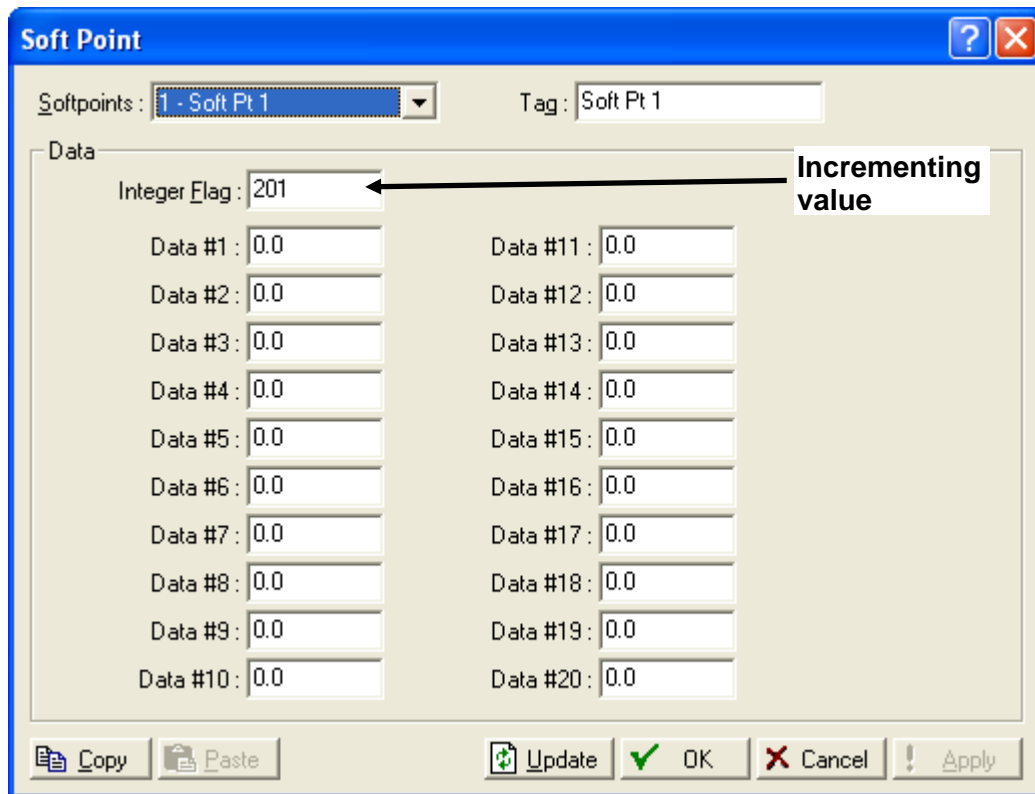 Soft Point
Softpoints : 1 - Soft Pt 1 Tag : Soft Pt 1
Data
Integer Flag : 201
Incrementing
value
Data #1 : 0.0 Data #11 : 0.0
Data #2 : 0.0 Data #12 : 0.0
Data #3 : 0.0 Data #13 : 0.0
Data #4 : 0.0 Data #14 : 0.0
Data #5 : 0.0 Data #15 : 0.0
Data #6 : 0.0 Data #16 : 0.0
Data #7 : 0.0 Data #17 : 0.0
Data #8 : 0.0 Data #18 : 0.0
Data #9 : 0.0 Data #19 : 0.0
Data #10 : 0.0 Data #20 : 0.0
Copy Paste Update OK Cancel Apply